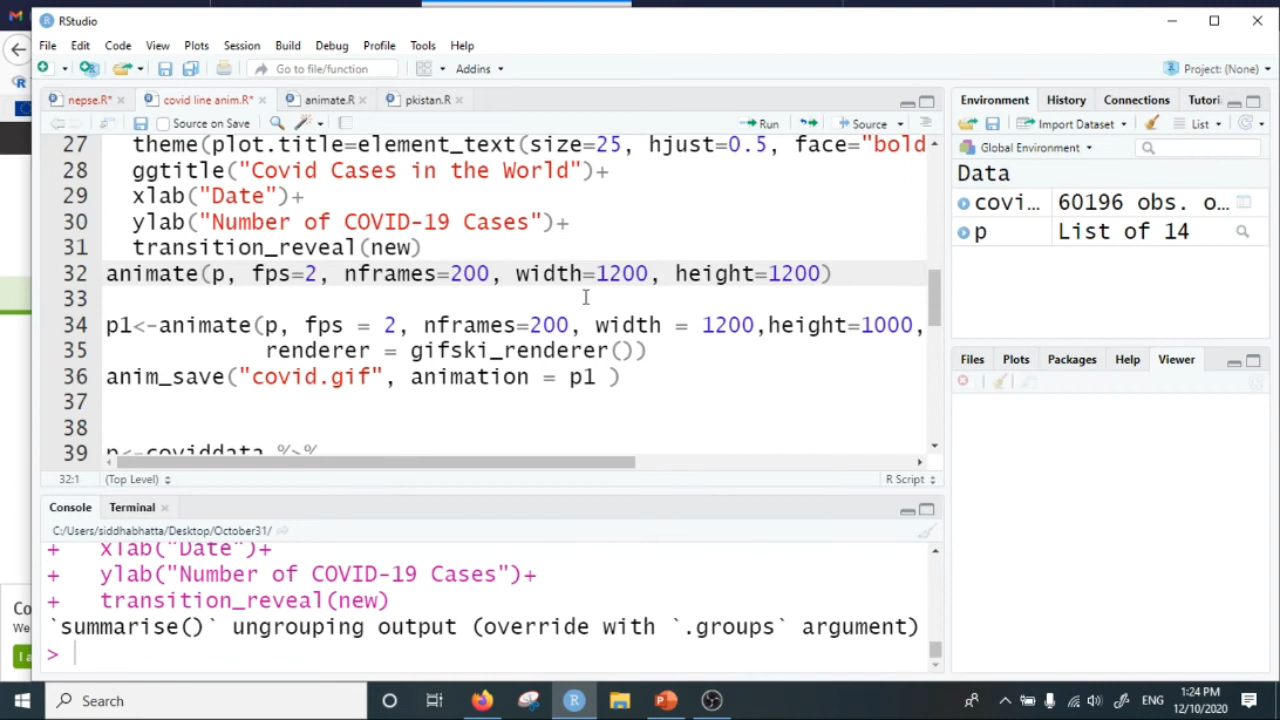 RStudio
File Edit Code View Plots Session Build Debug Profile Tools Help
Go to file/function Addins Project: (None)
nepse.R* covid line anim.R* animate.R pkistan.R
Source on Save Run Source
27 theme(plot.title=element_text(size=25, hjust=0.5, face="bold
28 ggtitle("Covid Cases in the World")+
29 xlab("Date")+
30 ylab("Number of COVID-19 Cases")+
31 transition_reveal(new)
32 animate(p, fps=2, nframes=200, width=1200, height=1200)
33
34 p1<-animate(p, fps = 2, nframes=200, width = 1200,height=1000,
35 renderer = gifski_renderer())
36 anim_save("covid.gif", animation = p1 )
37
38
39 p<-coviddata %>%
32:1 (Top Level) R Script
Console Terminal
C:/Users/siddhabhatta/Desktop/October31/
+ xlab("Date")+
+ ylab("Number of COVID-19 Cases")+
+ transition_reveal(new)
`summarise()` ungrouping output (override with `.groups` argument)
>
Environment History Connections Tutori
Import Dataset List
Global Environment
Data
covi... 60196 obs. o...
p List of 14
Files Plots Packages Help Viewer
Co
We
Search
ENG
1:24 PM
12/10/2020